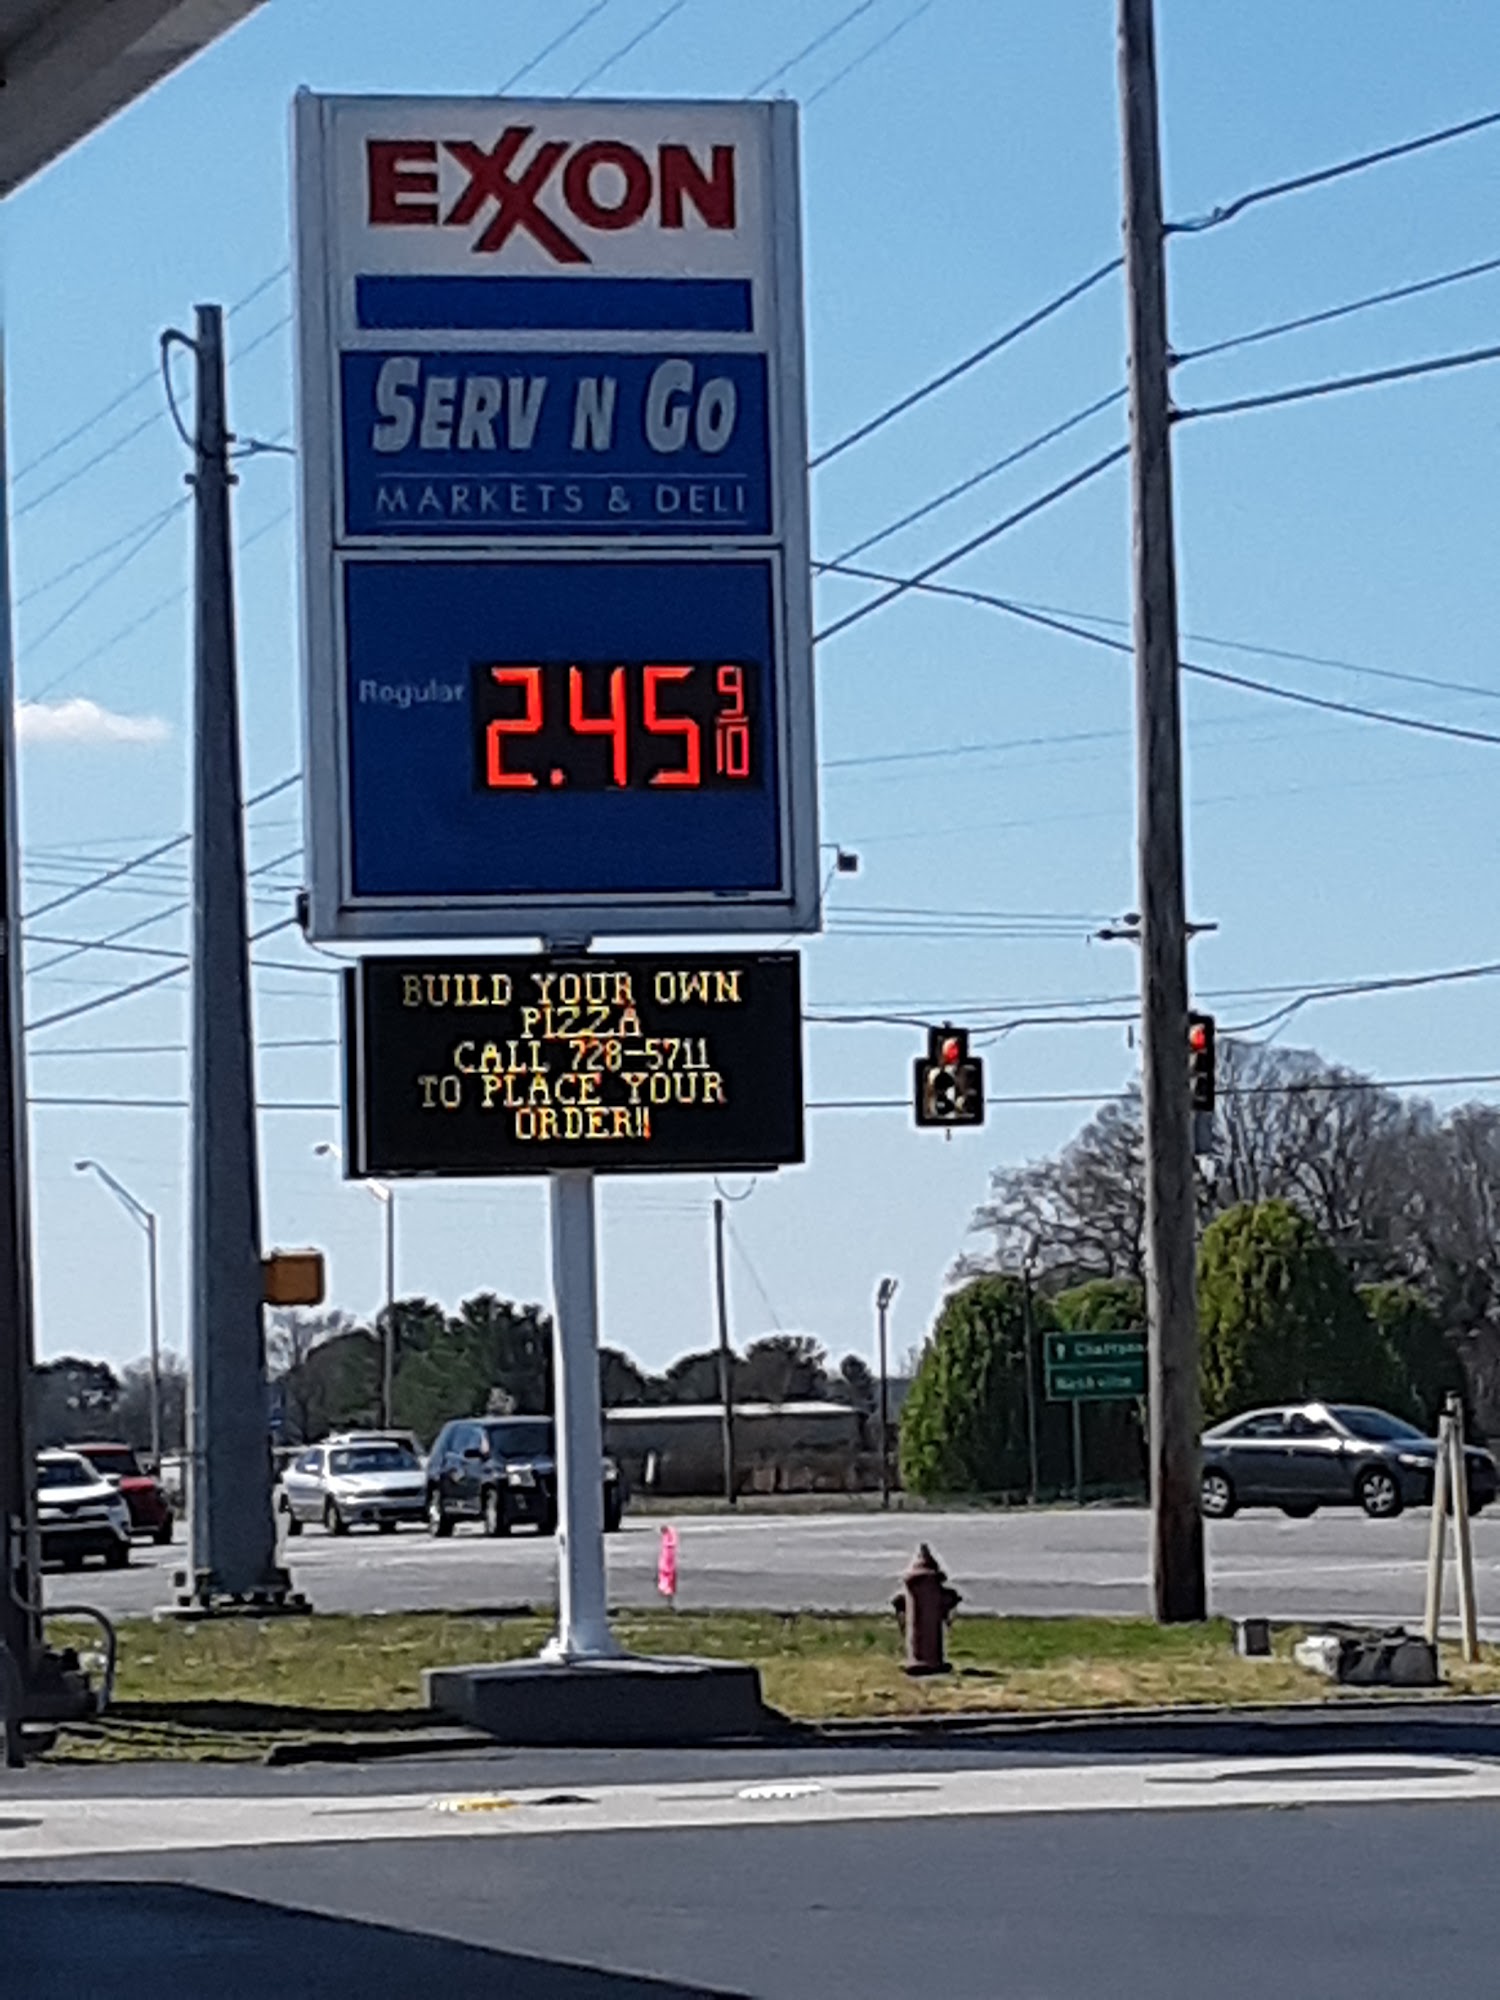 EXXON
SERV N GO
MARKETS & DELI
Regular 2.45 9/10
BUILD YOUR OWN
PIZZA
CALL 728-5711
TO PLACE YOUR
ORDER!!
Nashville